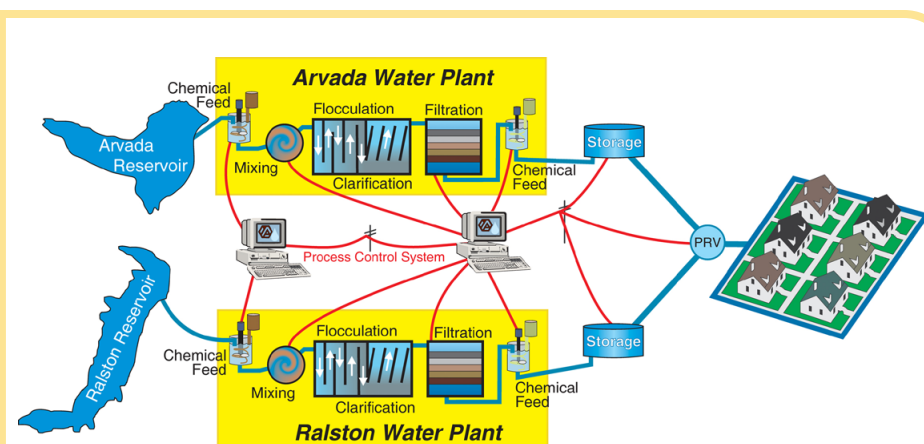 Arvada Water Plant
Chemical
Feed
Flocculation
Filtration
Arvada
Reservoir
Mixing
Clarification
Chemical
Feed
Storage
Process Control System
PRV
Ralston Reservoir
Chemical
Feed
Flocculation
Filtration
Storage
Mixing
Clarification
Chemical
Feed
Ralston Water Plant